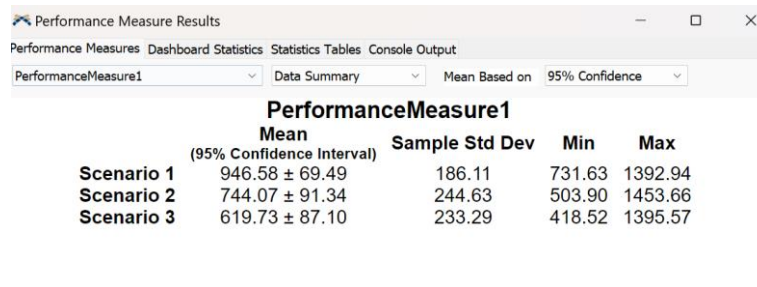 Performance Measure Results
Performance Measures Dashboard Statistics Statistics Tables Console Output
PerformanceMeasure1 Data Summary Mean Based on 95% Confidence
PerformanceMeasure1
Mean
(95% Confidence Interval) Sample Std Dev Min Max
Scenario 1 946.58 ± 69.49 186.11 731.63 1392.94
Scenario 2 744.07 ± 91.34 244.63 503.90 1453.66
Scenario 3 619.73 ± 87.10 233.29 418.52 1395.57